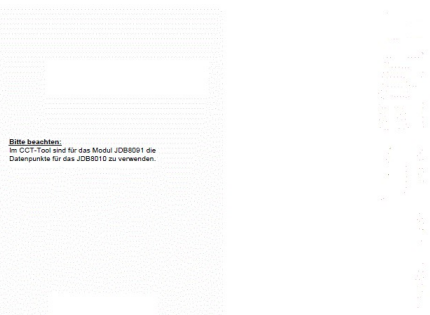 Bitte beachten:
Im CCT-Tool sind für das Modul JDB8091 die
Datenpunkte für das JDB8010 zu verwenden.